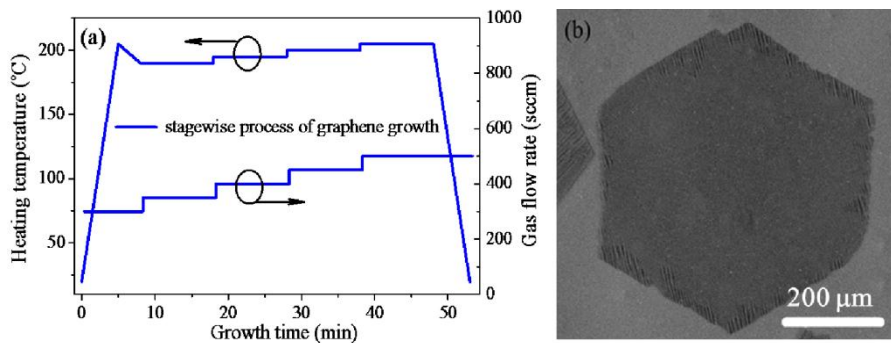 (a)
Heating temperature (°C)
200
150
100
50
stagewise process of graphene growth
0
10
20
30
40
50
Growth time (min)
1000
800
600
400
200
0
Gas flow rate (sccm)
(b)
200 μm